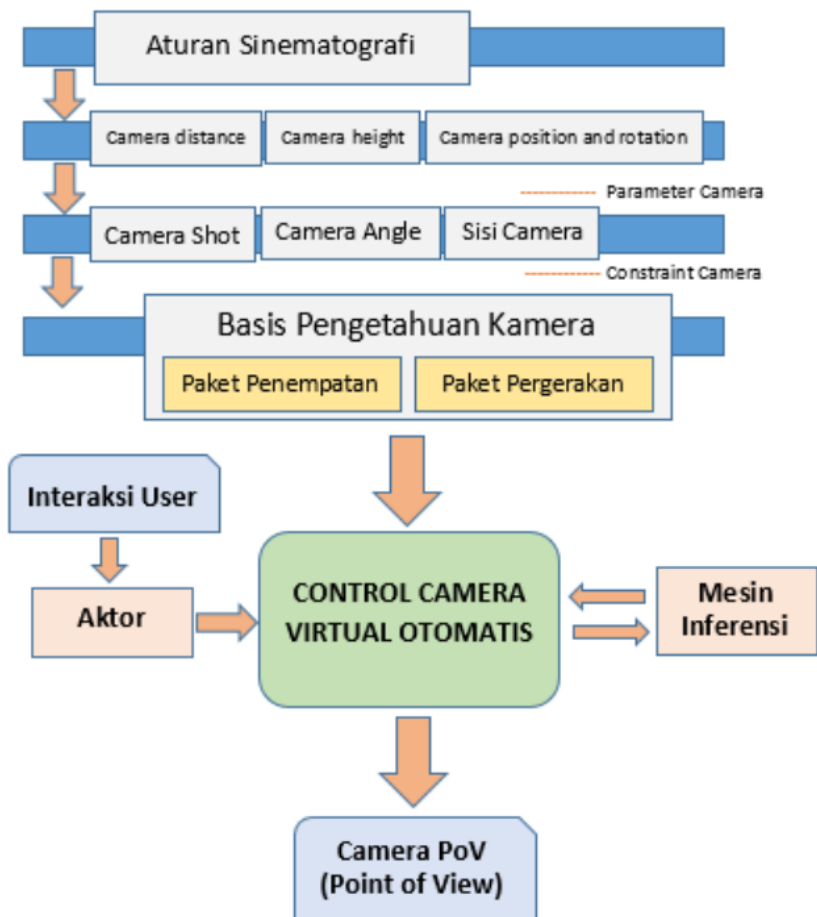 Aturan Sinematografi
Camera distance
Camera height
Camera position and rotation
Parameter Camera
Camera Shot
Camera Angle
Sisi Camera
Constraint Camera
Basis Pengetahuan Kamera
Paket Penempatan
Paket Pergerakan
Interaksi User
Aktor
CONTROL CAMERA
VIRTUAL OTOMATIS
Mesin
Inferensi
Camera PoV
(Point of View)